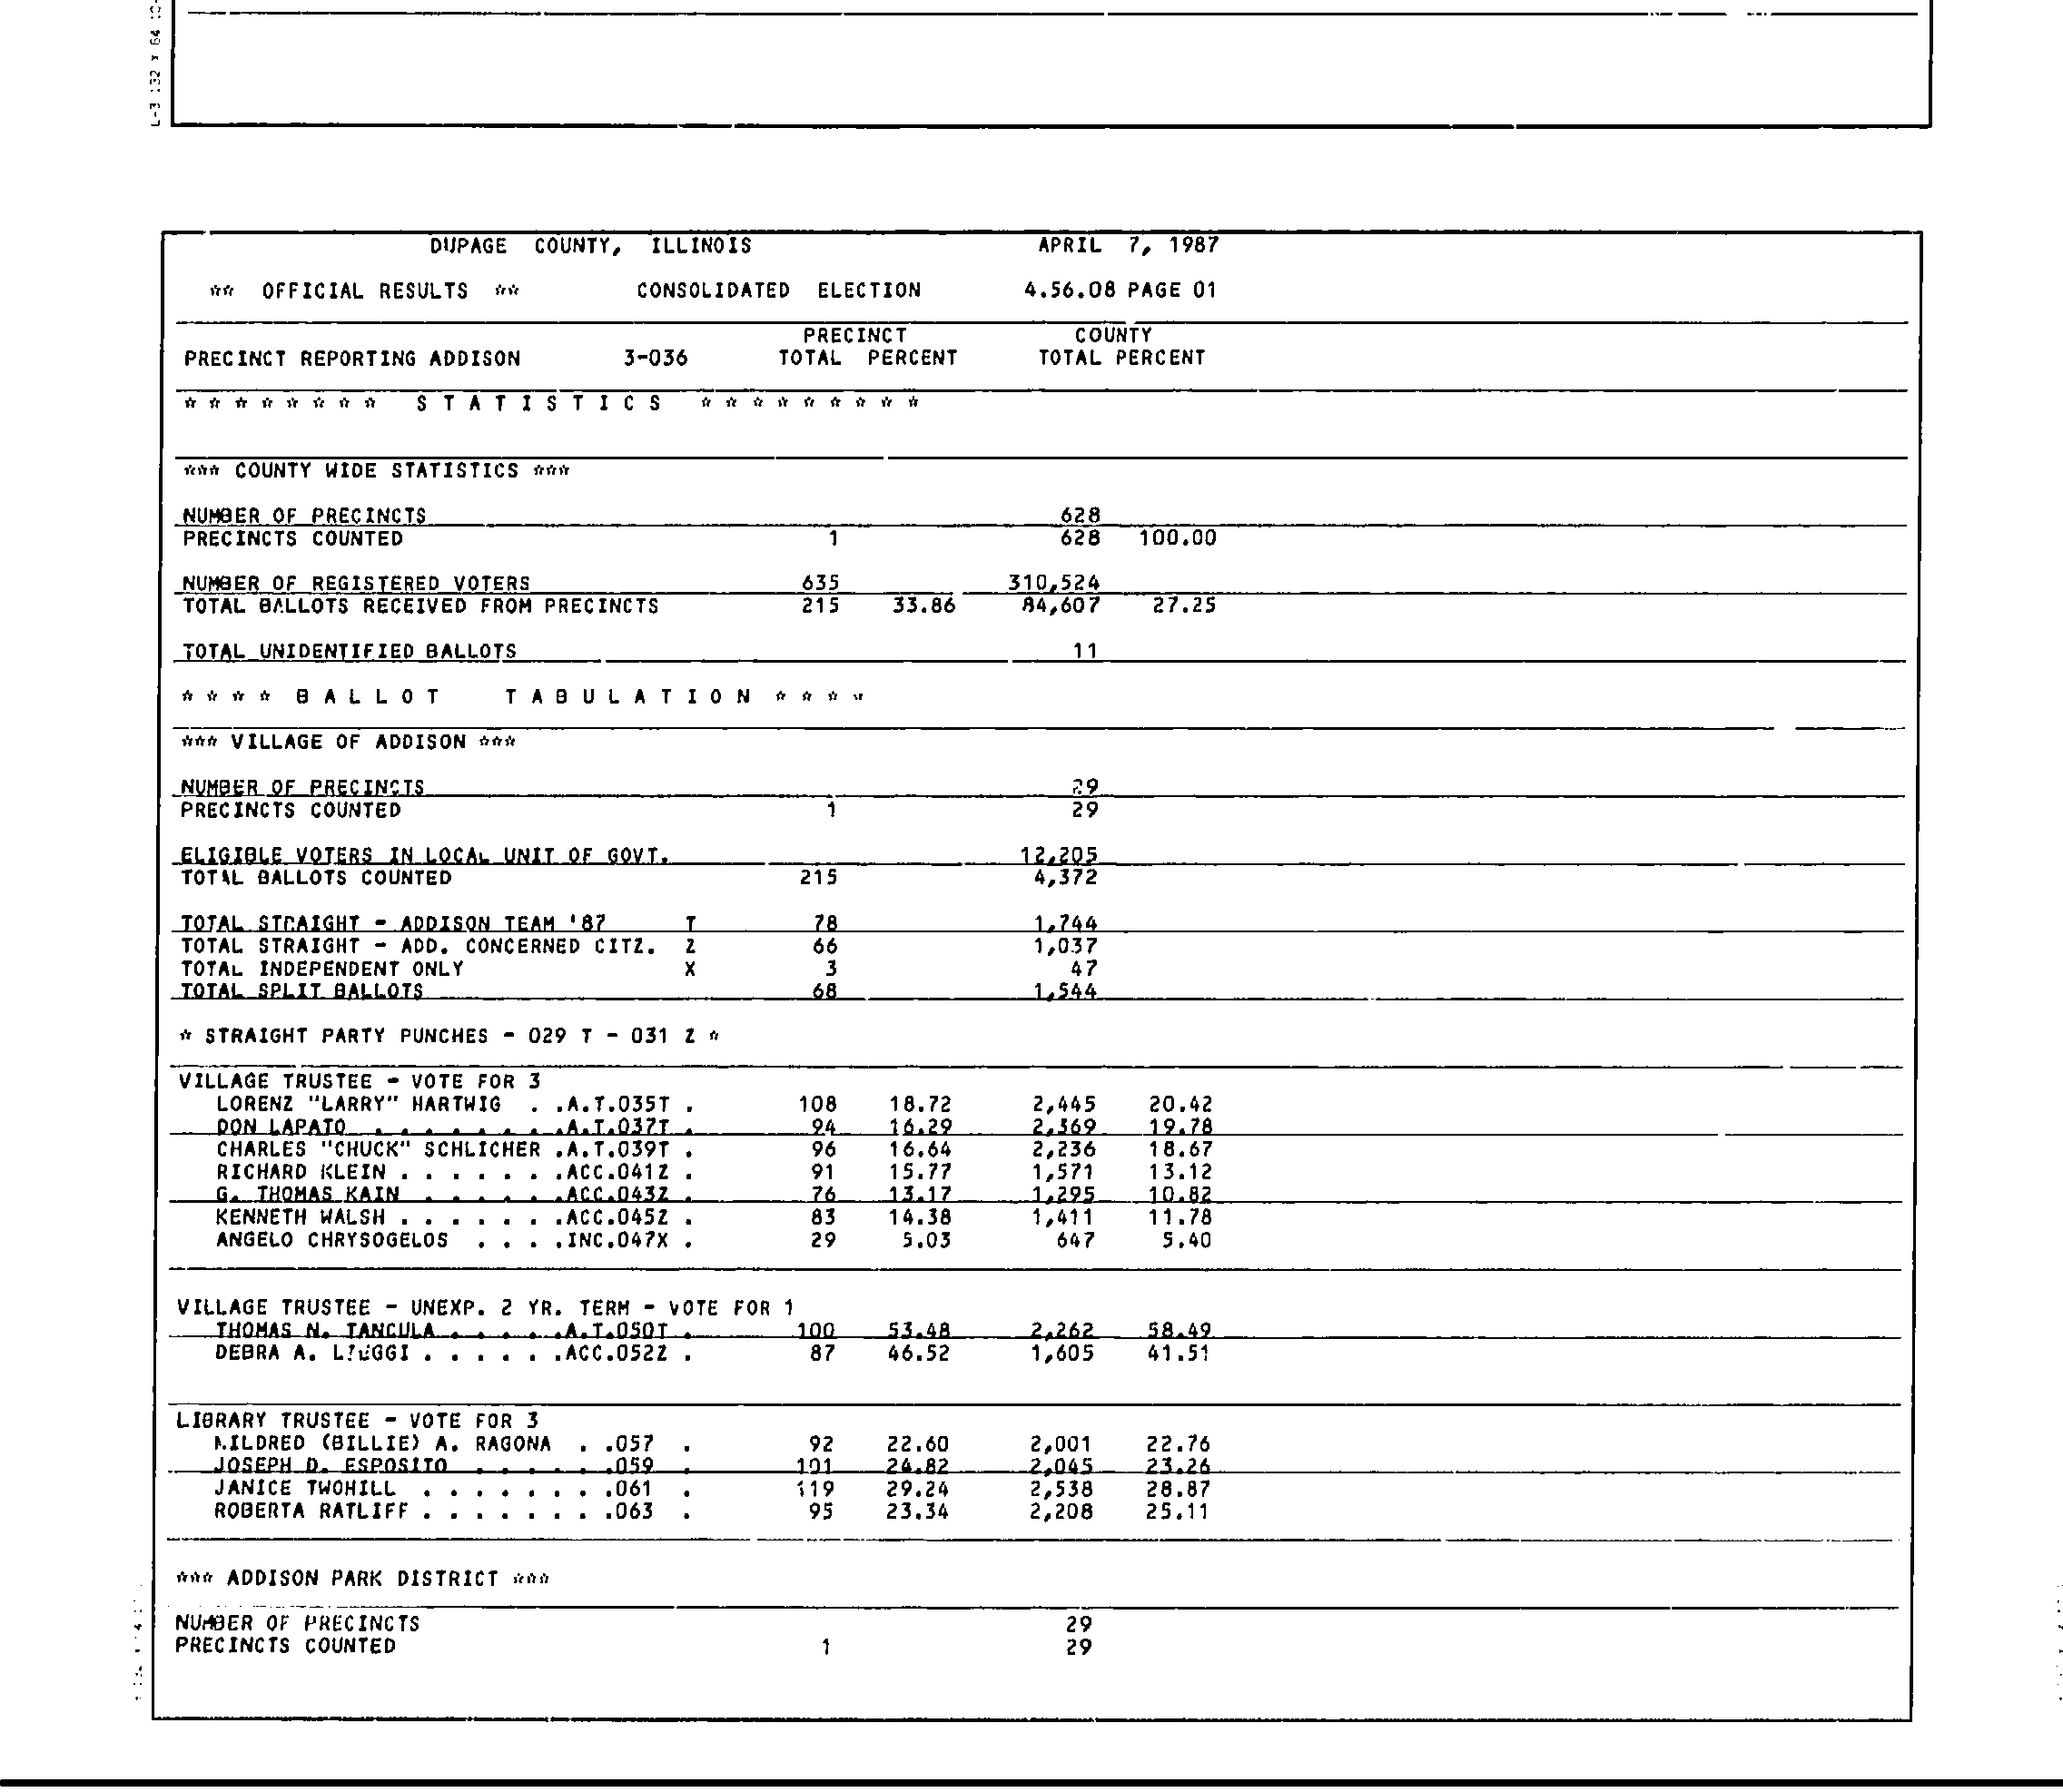 L-3 132 X 64
DUPAGE COUNTY, ILLINOIS APRIL 7, 1987
** OFFICIAL RESULTS ** CONSOLIDATED ELECTION 4.56.08 PAGE 01
PRECINCT COUNTY
PRECINCT REPORTING ADDISON 3-036 TOTAL PERCENT TOTAL PERCENT
* * * * * * * * S T A T I S T I C S * * * * * * * * *
*** COUNTY WIDE STATISTICS ***
NUMBER OF PRECINCTS 628
PRECINCTS COUNTED 1 628 100.00
NUMBER OF REGISTERED VOTERS 635 310,524
TOTAL BALLOTS RECEIVED FROM PRECINCTS 215 33.86 84,607 27.25
TOTAL UNIDENTIFIED BALLOTS 11
* * * * B A L L O T T A B U L A T I O N * * * *
*** VILLAGE OF ADDISON ***
NUMBER OF PRECINCTS 29
PRECINCTS COUNTED 1 29
ELIGIBLE VOTERS IN LOCAL UNIT OF GOVT. 12,205
TOTAL BALLOTS COUNTED 215 4,372
TOTAL STRAIGHT - ADDISON TEAM '87 T 78 1,744
TOTAL STRAIGHT - ADD. CONCERNED CITZ. Z 66 1,037
TOTAL INDEPENDENT ONLY X 3 47
TOTAL SPLIT BALLOTS 68 1,544
* STRAIGHT PARTY PUNCHES - 029 T - 031 Z *
VILLAGE TRUSTEE - VOTE FOR 3
LORENZ "LARRY" HARTWIG . .A.T.035T . 108 18.72 2,445 20.42
DON LAPATO . . . . . . . .A.T.037T . 94 16.29 2,369 19.78
CHARLES "CHUCK" SCHLICHER .A.T.039T . 96 16.64 2,236 18.67
RICHARD KLEIN . . . . . . .ACC.041Z . 91 15.77 1,571 13.12
G. THOMAS KAIN . . . . . .ACC.043Z . 76 13.17 1,295 10.82
KENNETH WALSH . . . . . . .ACC.045Z . 83 14.38 1,411 11.78
ANGELO CHRYSOGELOS . . . .INC.047X . 29 5.03 647 5.40
VILLAGE TRUSTEE - UNEXP. 2 YR. TERM - VOTE FOR 1
THOMAS N. TANCULA . . . . .A.T.050T . 100 53.48 2,262 58.49
DEBRA A. . . . . . .ACC.052Z . 87 46.52 1,605 41.51
LIBRARY TRUSTEE - VOTE FOR 3
MILDRED (BILLIE) A. RAGONA . .057 . 92 22.60 2,001 22.76
JOSEPH D. ESPOSITO . . . . . .059 . 101 24.82 2,045 23.26
JANICE TWOHILL . . . . . . . .061 . 119 29.24 2,538 28.87
ROBERTA RATLIFF . . . . . . . .063 . 95 23.34 2,208 25.11
*** ADDISON PARK DISTRICT ***
NUMBER OF PRECINCTS 29
PRECINCTS COUNTED 1 29